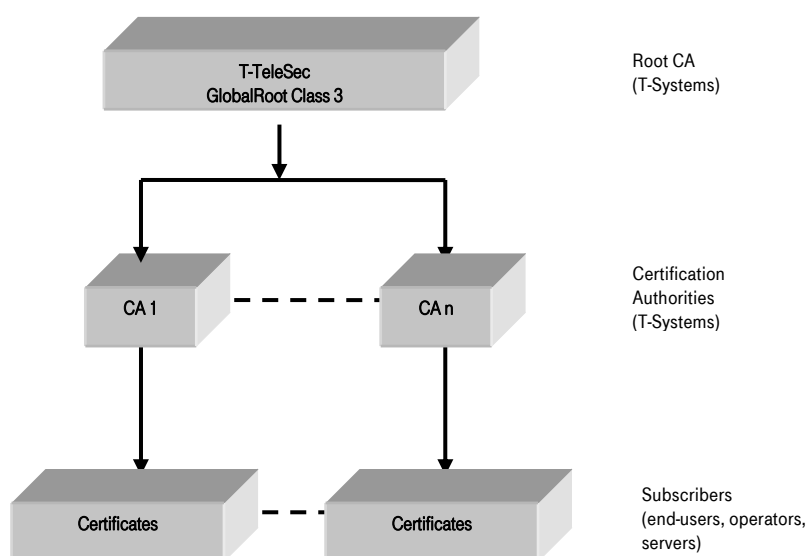 T-TeleSec
GlobalRoot Class 3
Root CA
(T-Systems)
CA 1
CA n
Certification
Authorities
(T-Systems)
Certificates
Certificates
Subscribers
(end-users, operators,
servers)